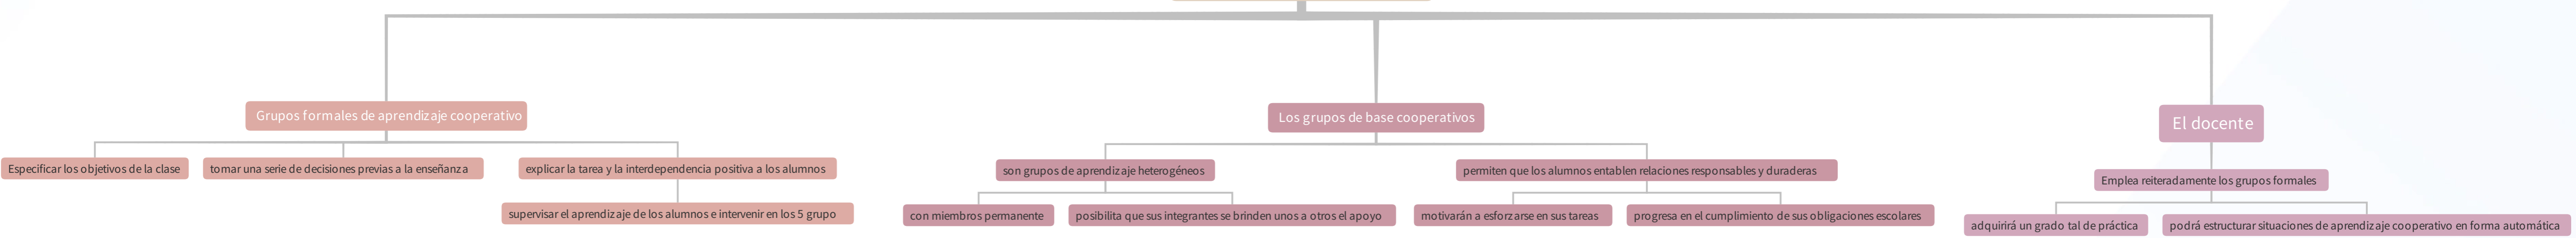 Grupos formales de aprendizaje cooperativo
Los grupos de base cooperativos
El docente
Especificar los objetivos de la clase
tomar una serie de decisiones previas a la enseñanza
explicar la tarea y la interdependencia positiva a los alumnos
son grupos de aprendizaje heterogéneos
permiten que los alumnos entablen relaciones responsables y duraderas
Emplea reiteradamente los grupos formales
supervisar el aprendizaje de los alumnos e intervenir en los 5 grupo
con miembros permanente
posibilita que sus integrantes se brinden unos a otros el apoyo
motivarán a esforzarse en sus tareas
progresa en el cumplimiento de sus obligaciones escolares
adquirirá un grado tal de práctica
podrá estructurar situaciones de aprendizaje cooperativo en forma automática